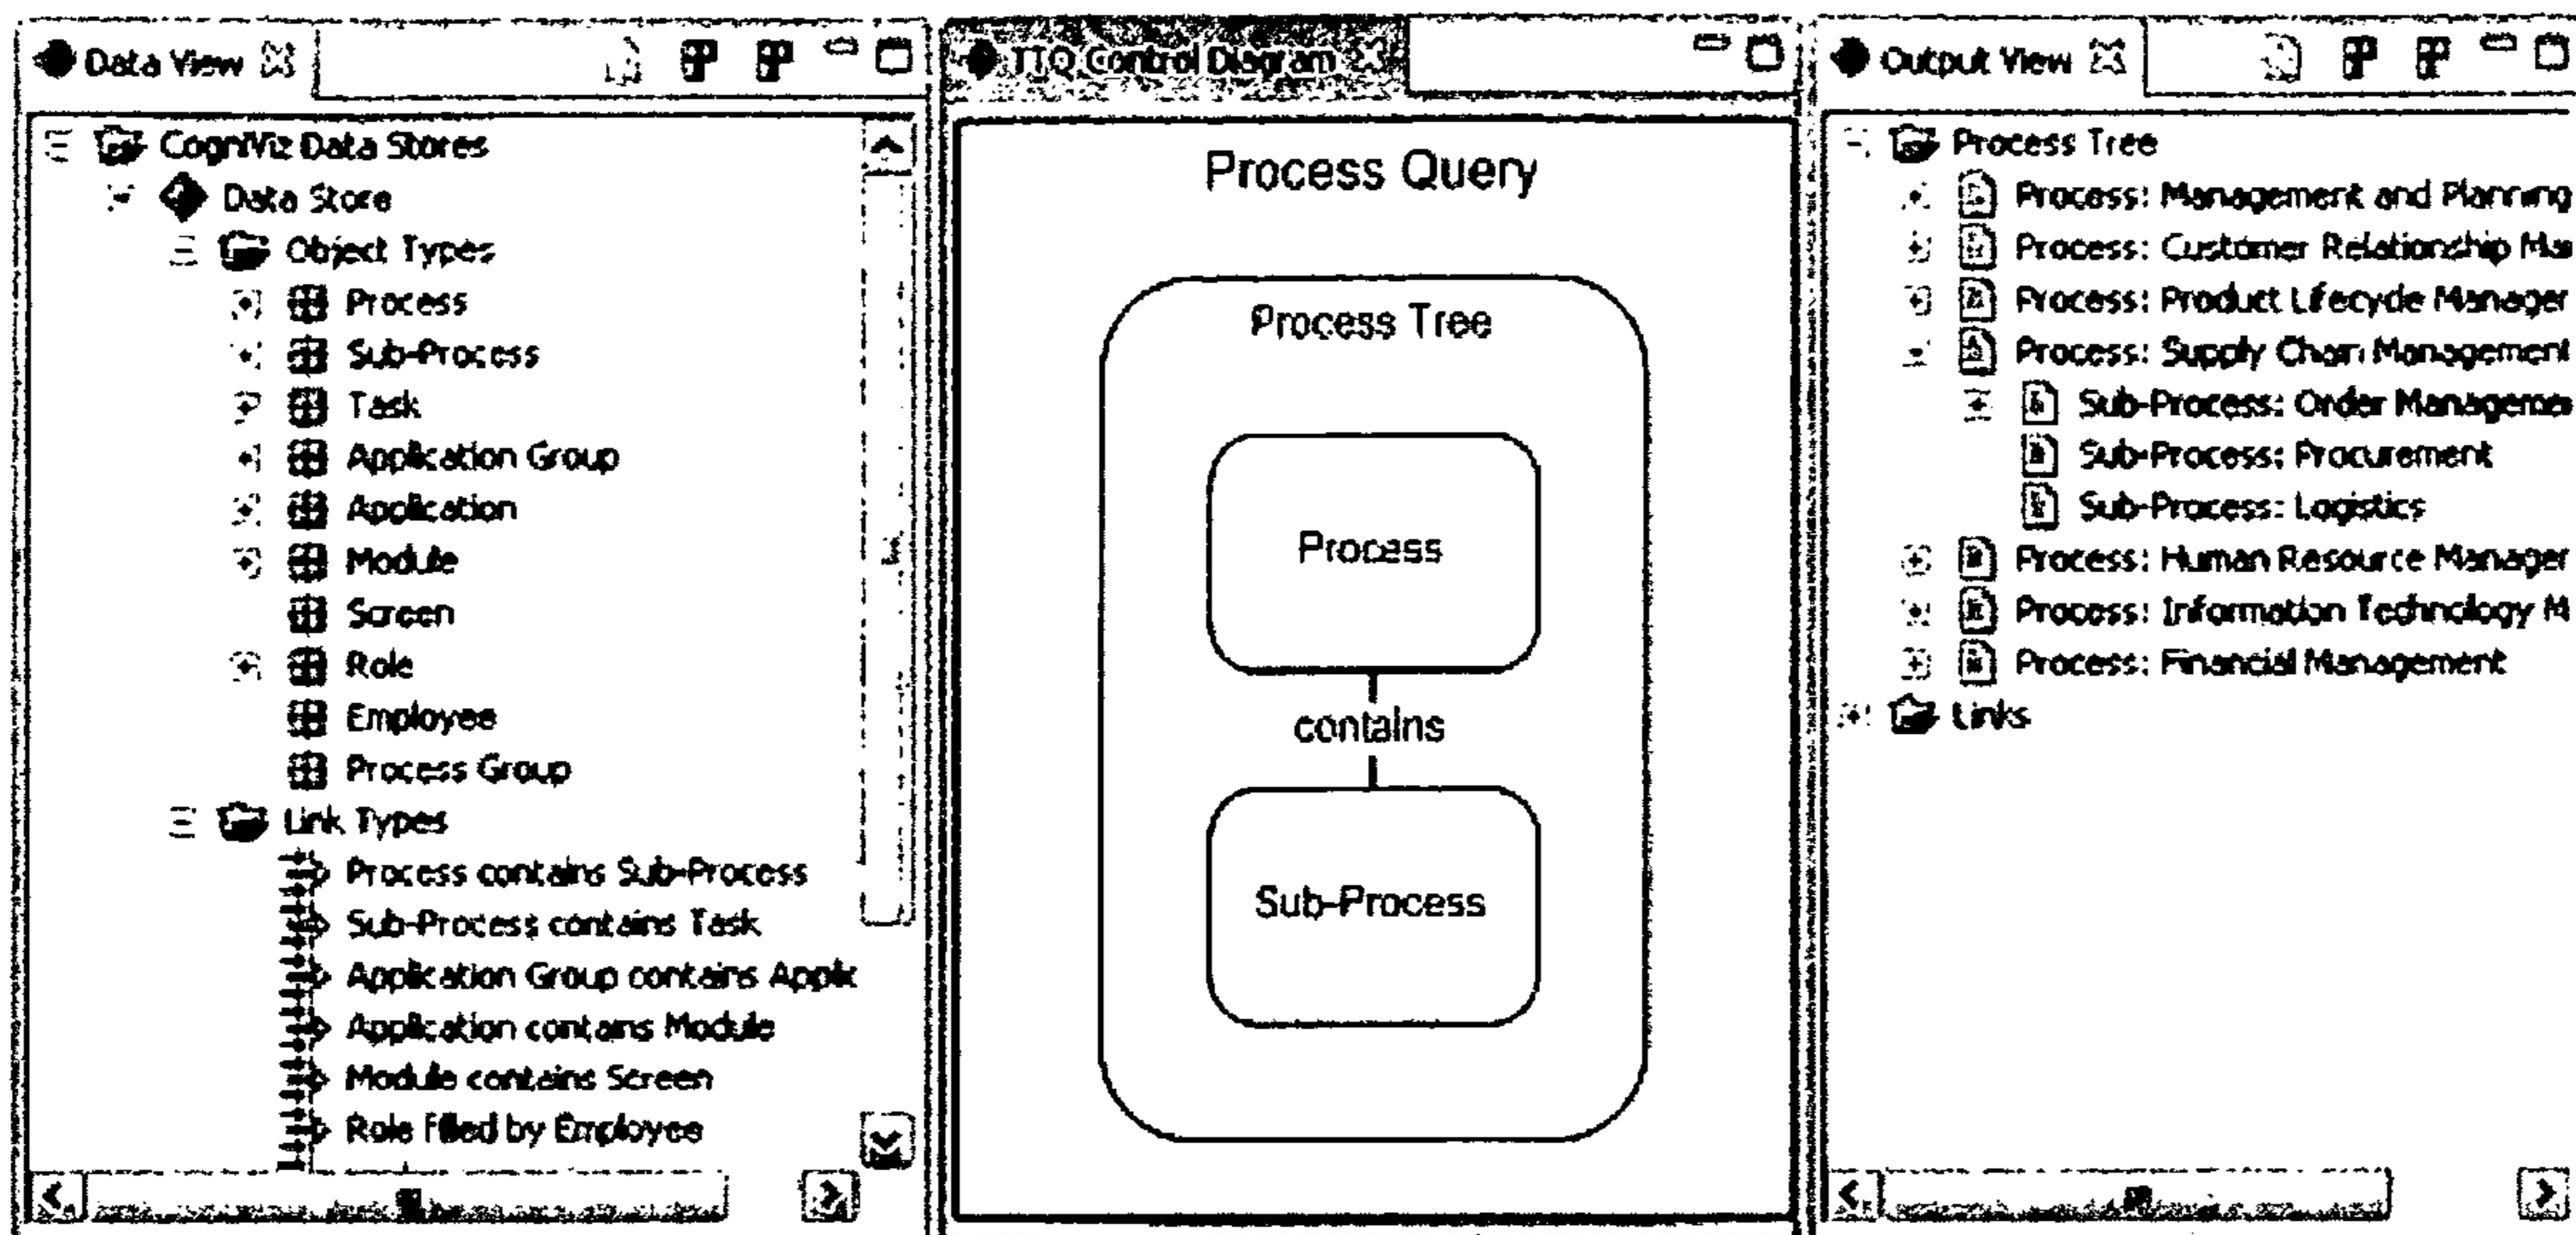 Data View
CogniViz Data Stores
Data Store
Object Types
Process
Sub-Process
Task
Application Group
Application
Module
Screen
Role
Employee
Process Group
Link Types
Process contains Sub-Process
Sub-Process contains Task
Application Group contains Applic
Application contains Module
Module contains Screen
Role filled by Employee
TTQ Control Diagram
Process Query
Process Tree
Process
contains
Sub-Process
Output View
Process Tree
Process: Management and Planning
Process: Customer Relationship Ma
Process: Product Lifecycle Manager
Process: Supply Chain Management
Sub-Process: Order Managemen
Sub-Process: Procurement
Sub-Process: Logistics
Process: Human Resource Manager
Process: Information Technology M
Process: Financial Management
Links